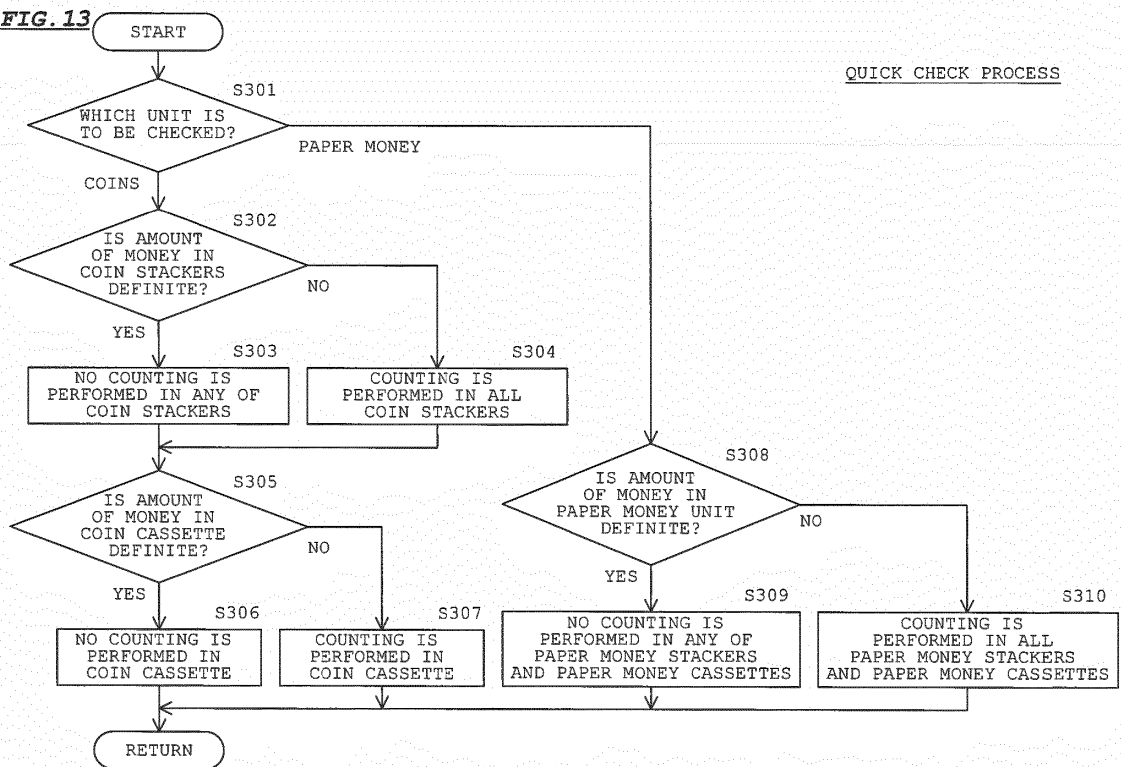 FIG. 13
START
QUICK CHECK PROCESS
S301
WHICH UNIT IS
TO BE CHECKED?
PAPER MONEY
COINS
S302
IS AMOUNT
OF MONEY IN
COIN STACKERS
DEFINITE?
NO
YES
S303
NO COUNTING IS
PERFORMED IN ANY OF
COIN STACKERS
S304
COUNTING IS
PERFORMED IN ALL
COIN STACKERS
S305
IS AMOUNT
OF MONEY IN
COIN CASSETTE
DEFINITE?
NO
YES
S306
NO COUNTING IS
PERFORMED IN
COIN CASSETTE
S307
COUNTING IS
PERFORMED IN
COIN CASSETTE
S308
IS AMOUNT
OF MONEY IN
PAPER MONEY UNIT
DEFINITE?
NO
YES
S309
NO COUNTING IS
PERFORMED IN ANY OF
PAPER MONEY STACKERS
AND PAPER MONEY CASSETTES
S310
COUNTING IS
PERFORMED IN ALL
PAPER MONEY STACKERS
AND PAPER MONEY CASSETTES
RETURN